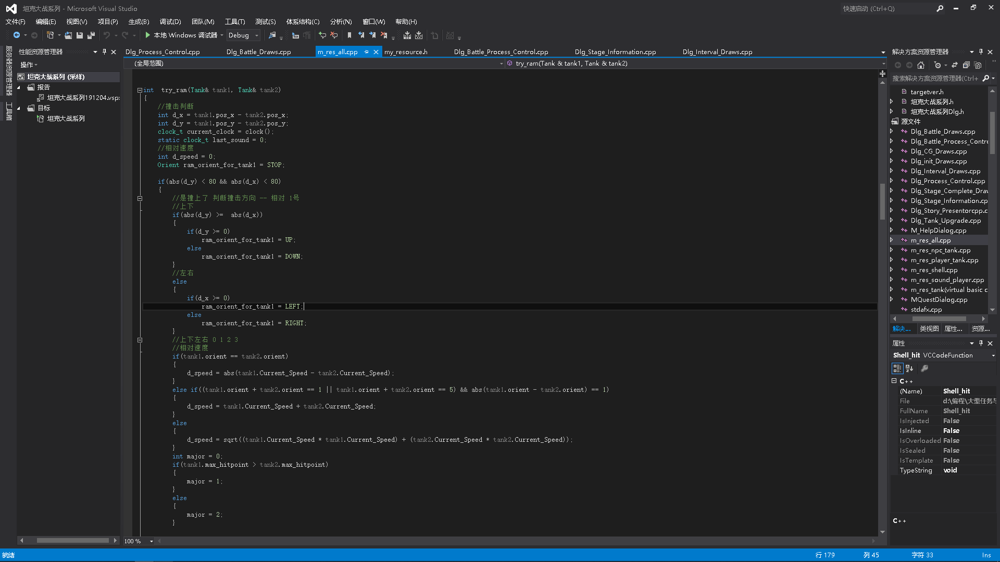 坦克大战系列 - Microsoft Visual Studio
快速启动 (Ctrl+Q)
文件(F) 编辑(E) 视图(V) 项目(P) 生成(B) 调试(D) 团队(M) 工具(T) 测试(S) 体系结构(C) 分析(N) 窗口(W) 帮助(H)
本地 Windows 调试器 Debug
服务器资源管理器
工具箱
性能资源管理器
操作
坦克大战系列 (采样)
报告
坦克大战系列191204.vsp
目标
坦克大战系列
Dlg_Process_Control.cpp Dlg_Battle_Draws.cpp m_res_all.cpp my_resource.h Dlg_Battle_Process_Control.cpp Dlg_Stage_Information.cpp Dlg_Interval_Draws.cpp
(全局范围) try_ram(Tank & tank1, Tank & tank2)
int  try_ram(Tank& tank1, Tank& tank2)
{
//撞击判断
int d_x = tank1.pos_x - tank2.pos_x;
int d_y = tank1.pos_y - tank2.pos_y;
clock_t current_clock = clock();
static clock_t last_sound = 0;
//相对速度
int d_speed = 0;
Orient ram_orient_for_tank1 = STOP;
if(abs(d_y) < 80 && abs(d_x) < 80)
{
//是撞上了 判断撞击方向 -- 相对 1号
//上下
if(abs(d_y) >=  abs(d_x))
{
if(d_y >= 0)
ram_orient_for_tank1 = UP;
else
ram_orient_for_tank1 = DOWN;
}
//左右
else
{
if(d_x >= 0)
ram_orient_for_tank1 = LEFT;
else
ram_orient_for_tank1 = RIGHT;
}
//上下左右 0 1 2 3
//相对速度
if(tank1.orient == tank2.orient)
{
d_speed = abs(tank1.Current_Speed - tank2.Current_Speed);
}
else if((tank1.orient + tank2.orient == 1 || tank1.orient + tank2.orient == 5) && abs(tank1.orient - tank2.orient) == 1)
{
d_speed = tank1.Current_Speed + tank2.Current_Speed;
}
else
{
d_speed = sqrt((tank1.Current_Speed * tank1.Current_Speed) + (tank2.Current_Speed * tank2.Current_Speed));
}
int major = 0;
if(tank1.max_hitpoint > tank2.max_hitpoint)
{
major = 1;
}
else
{
major = 2;
}
100 %
解决方案资源管理器
搜索解决方案资源管理器(Ctrl+
targetver.h
坦克大战系列.h
坦克大战系列Dlg.h
源文件
Dlg_Battle_Draws.cpp
Dlg_Battle_Process_Contr
Dlg_CG_Draws.cpp
Dlg_init_Draws.cpp
Dlg_Interval_Draws.cpp
Dlg_Process_Control.cpp
Dlg_Stage_Complete_Drav
Dlg_Stage_Information.cp
Dlg_Story_Presentorcpp.c
Dlg_Tank_Upgrade.cpp
M_HelpDialog.cpp
m_res_all.cpp
m_res_npc_tank.cpp
m_res_player_tank.cpp
m_res_shell.cpp
m_res_sound_player.cpp
m_res_tank(virtual basic c
MQuestDialog.cpp
stdafx.cpp
解决... 类视图 属性... 资源...
属性
Shell_hit VCCodeFunction
C++
(Name) Shell_hit
File d:\编程\大型任务与
FullName Shell_hit
IsInjected False
IsInline False
IsOverloaded False
IsSealed False
IsTemplate False
TypeString void
C++
就绪 行 179 列 45 字符 33 Ins